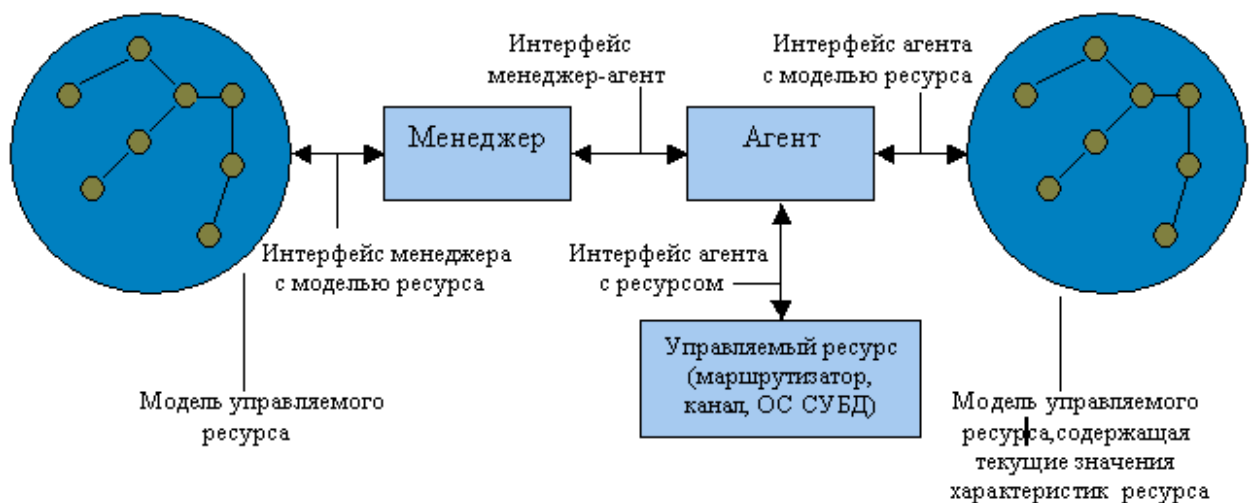 Интерфейс
менеджер-агент
Интерфейс агента
с моделью ресурса
Менеджер
Агент
Интерфейс менеджера
с моделью ресурса
Интерфейс агента
с ресурсом
Управляемый ресурс
(маршрутизатор,
канал, ОС СУБД)
Модель управляемого
ресурса
Модель управляемого
ресурса,содержащая
текущие значения
характеристик ресурса